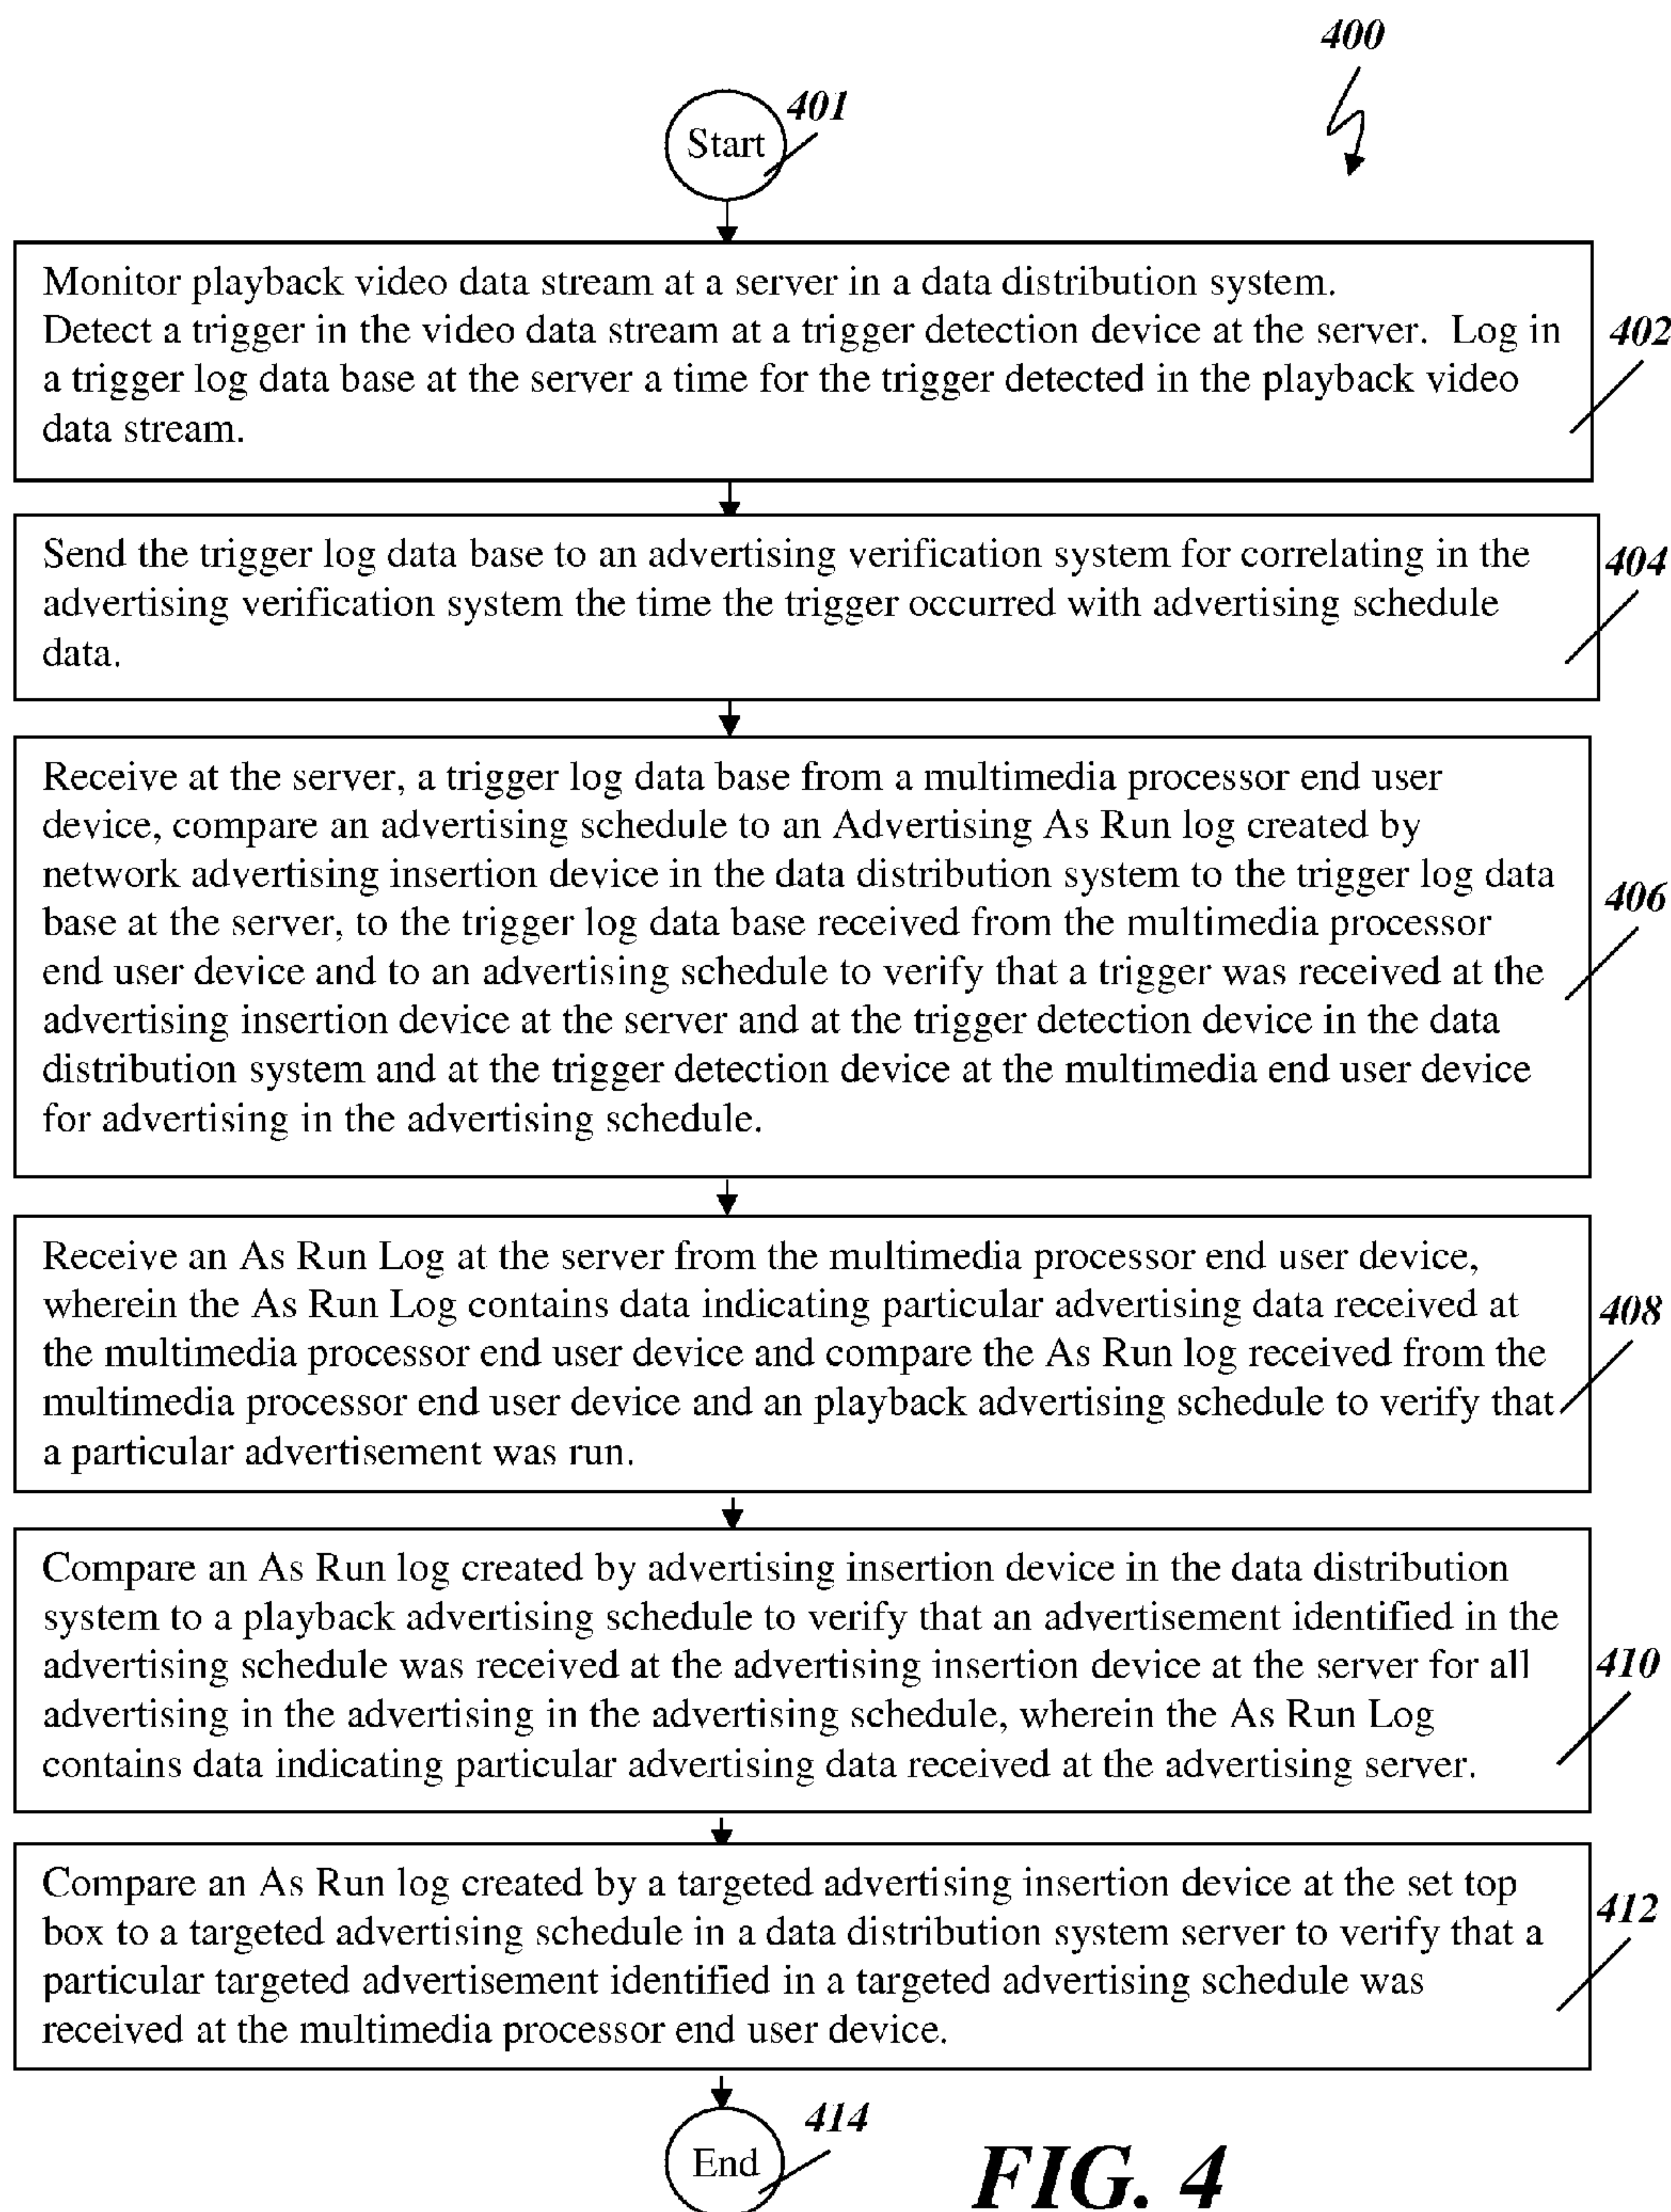 400
401
Start
Monitor playback video data stream at a server in a data distribution system.
Detect a trigger in the video data stream at a trigger detection device at the server. Log in
a trigger log data base at the server a time for the trigger detected in the playback video
data stream.
402
Send the trigger log data base to an advertising verification system for correlating in the
advertising verification system the time the trigger occurred with advertising schedule
data.
404
Receive at the server, a trigger log data base from a multimedia processor end user
device, compare an advertising schedule to an Advertising As Run log created by
network advertising insertion device in the data distribution system to the trigger log data
base at the server, to the trigger log data base received from the multimedia processor
end user device and to an advertising schedule to verify that a trigger was received at the
advertising insertion device at the server and at the trigger detection device in the data
distribution system and at the trigger detection device at the multimedia end user device
for advertising in the advertising schedule.
406
Receive an As Run Log at the server from the multimedia processor end user device,
wherein the As Run Log contains data indicating particular advertising data received at
the multimedia processor end user device and compare the As Run log received from the
multimedia processor end user device and an playback advertising schedule to verify that
a particular advertisement was run.
408
Compare an As Run log created by advertising insertion device in the data distribution
system to a playback advertising schedule to verify that an advertisement identified in the
advertising schedule was received at the advertising insertion device at the server for all
advertising in the advertising in the advertising schedule, wherein the As Run Log
contains data indicating particular advertising data received at the advertising server.
410
Compare an As Run log created by a targeted advertising insertion device at the set top
box to a targeted advertising schedule in a data distribution system server to verify that a
particular targeted advertisement identified in a targeted advertising schedule was
received at the multimedia processor end user device.
412
414
End
FIG. 4